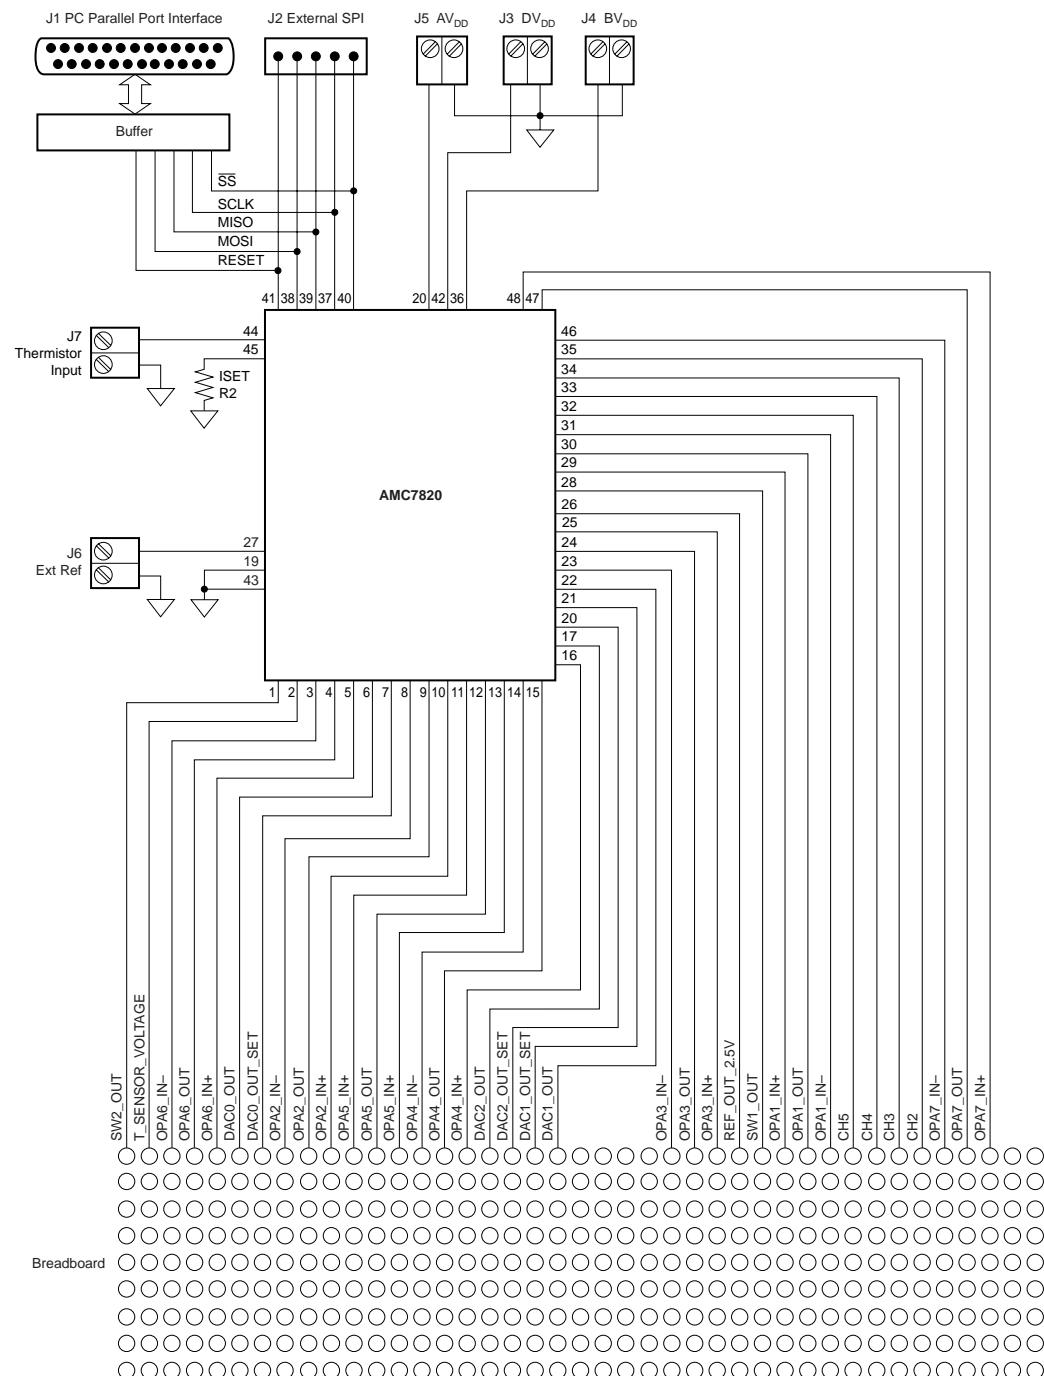 J1 PC Parallel Port Interface
J2 External SPI
J5 AVDD
J3 DVDD
J4 BVDD
Buffer
SS
SCLK
MISO
MOSI
RESET
41 38 39 37 40
20 42 36
48 47
J7
Thermistor
Input
44
45
ISET
R2
46
35
34
33
32
31
30
29
28
26
25
24
23
22
21
20
17
16
AMC7820
J6
Ext Ref
27
19
43
1 2 3 4 5 6 7 8 9 10 11 12 13 14 15
SW2_OUT
T_SENSOR_VOLTAGE
OPA6_IN–
OPA6_OUT
OPA6_IN+
DAC0_OUT
DAC0_OUT_SET
OPA2_IN–
OPA2_OUT
OPA2_IN+
OPA5_IN+
OPA5_OUT
OPA5_IN+
OPA4_IN–
OPA4_OUT
OPA4_IN+
DAC2_OUT
DAC2_OUT_SET
DAC1_OUT_SET
DAC1_OUT
OPA3_IN–
OPA3_OUT
OPA3_IN+
REF_OUT_2.5V
SW1_OUT
OPA1_IN+
OPA1_OUT
OPA1_IN–
CH5
CH4
CH3
CH2
OPA7_IN–
OPA7_OUT
OPA7_IN+
Breadboard